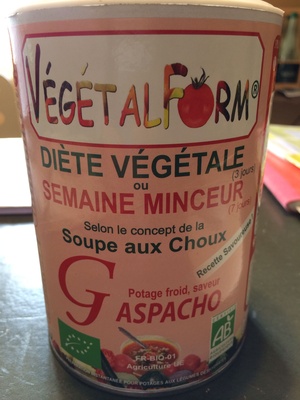 VÉGÉTALFORM®
DIÈTE VÉGÉTALE
(3 jours)
ou
SEMAINE MINCEUR
(7 jours)
Selon le concept de la
Soupe aux Choux
Recette Savoureuse
Potage froid, saveur
GASPACHO
FR-BIO-01
Agriculture
AB